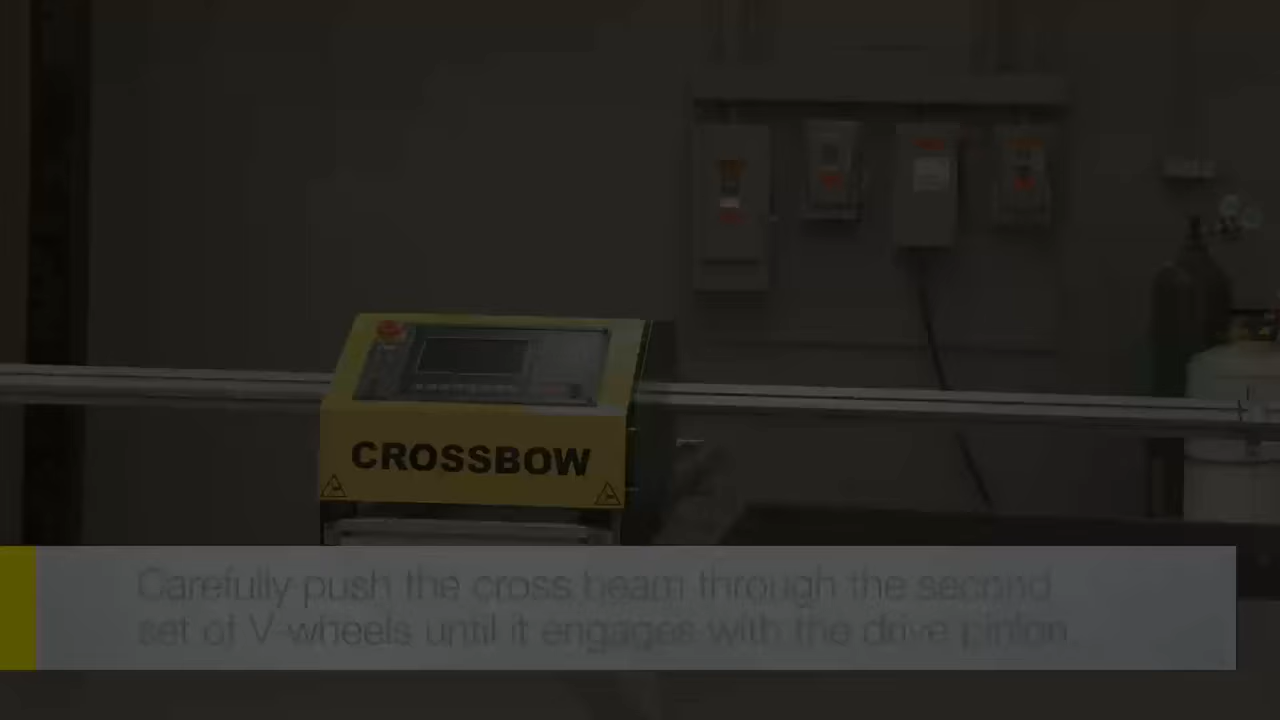 CROSSBOW
Carefully push the cross beam through the second
set of V-wheels until it engages with the drive pinion.